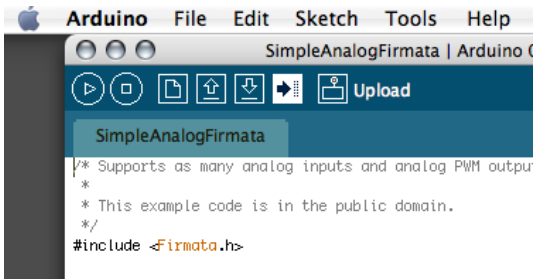 Arduino File Edit Sketch Tools Help
SimpleAnalogFirmata | Arduino
Upload
SimpleAnalogFirmata
/* Supports as many analog inputs and analog PWM outpu
*
* This example code is in the public domain.
*/
#include <Firmata.h>